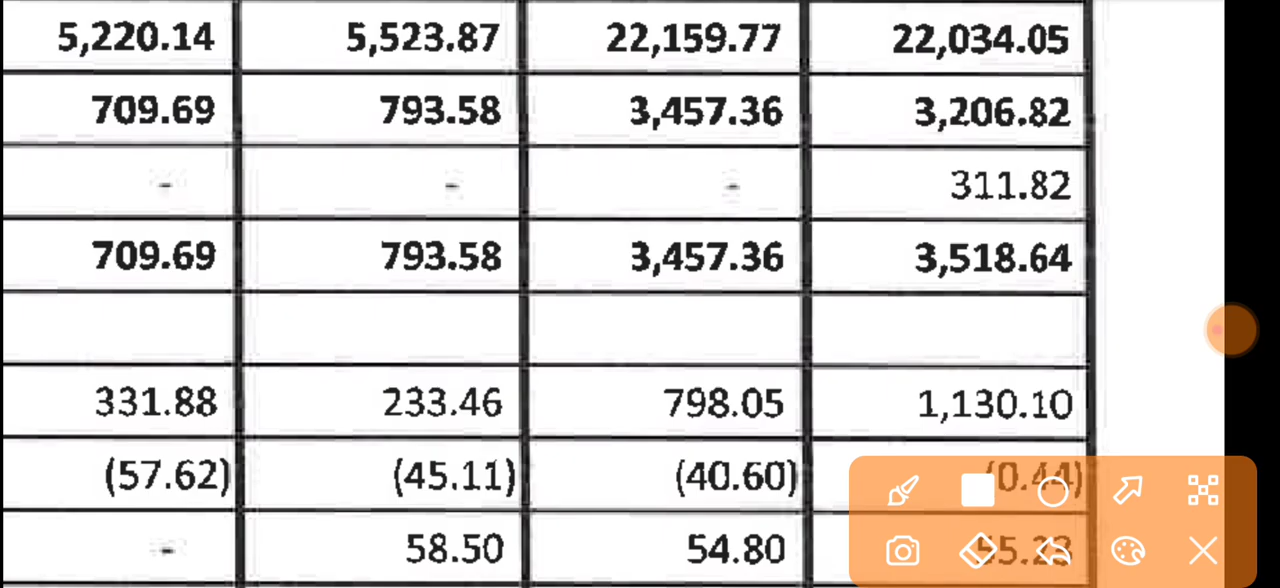 5,220.14 5,523.87 22,159.77 22,034.05
709.69 793.58 3,457.36 3,206.82
- - - 311.82
709.69 793.58 3,457.36 3,518.64
331.88 233.46 798.05 1,130.10
(57.62) (45.11) (40.60) (0.44)
- 58.50 54.80